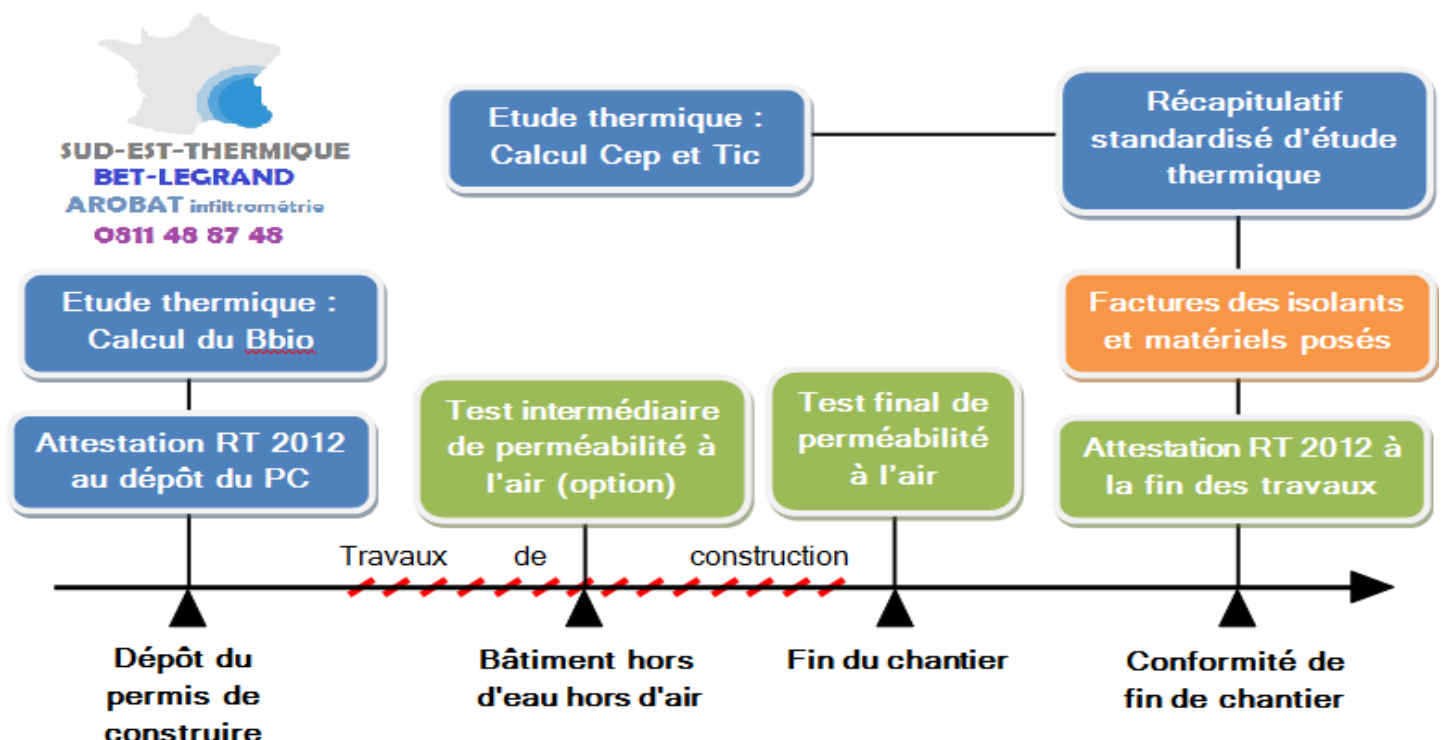 SUD-EST-THERMIQUE
BET-LEGRAND
AROBAT infiltrométrie
0811 48 87 48
Etude thermique :
Calcul Cep et Tic
Récapitulatif
standardisé d'étude
thermique
Etude thermique :
Calcul du Bbio
Factures des isolants
et matériels posés
Attestation RT 2012
au dépôt du PC
Test intermédiaire
de perméabilité à
l'air (option)
Test final de
perméabilité
à l'air
Attestation RT 2012 à
la fin des travaux
Travaux de construction
Dépôt du
permis de
construire
Bâtiment hors
d'eau hors d'air
Fin du chantier
Conformité de
fin de chantier